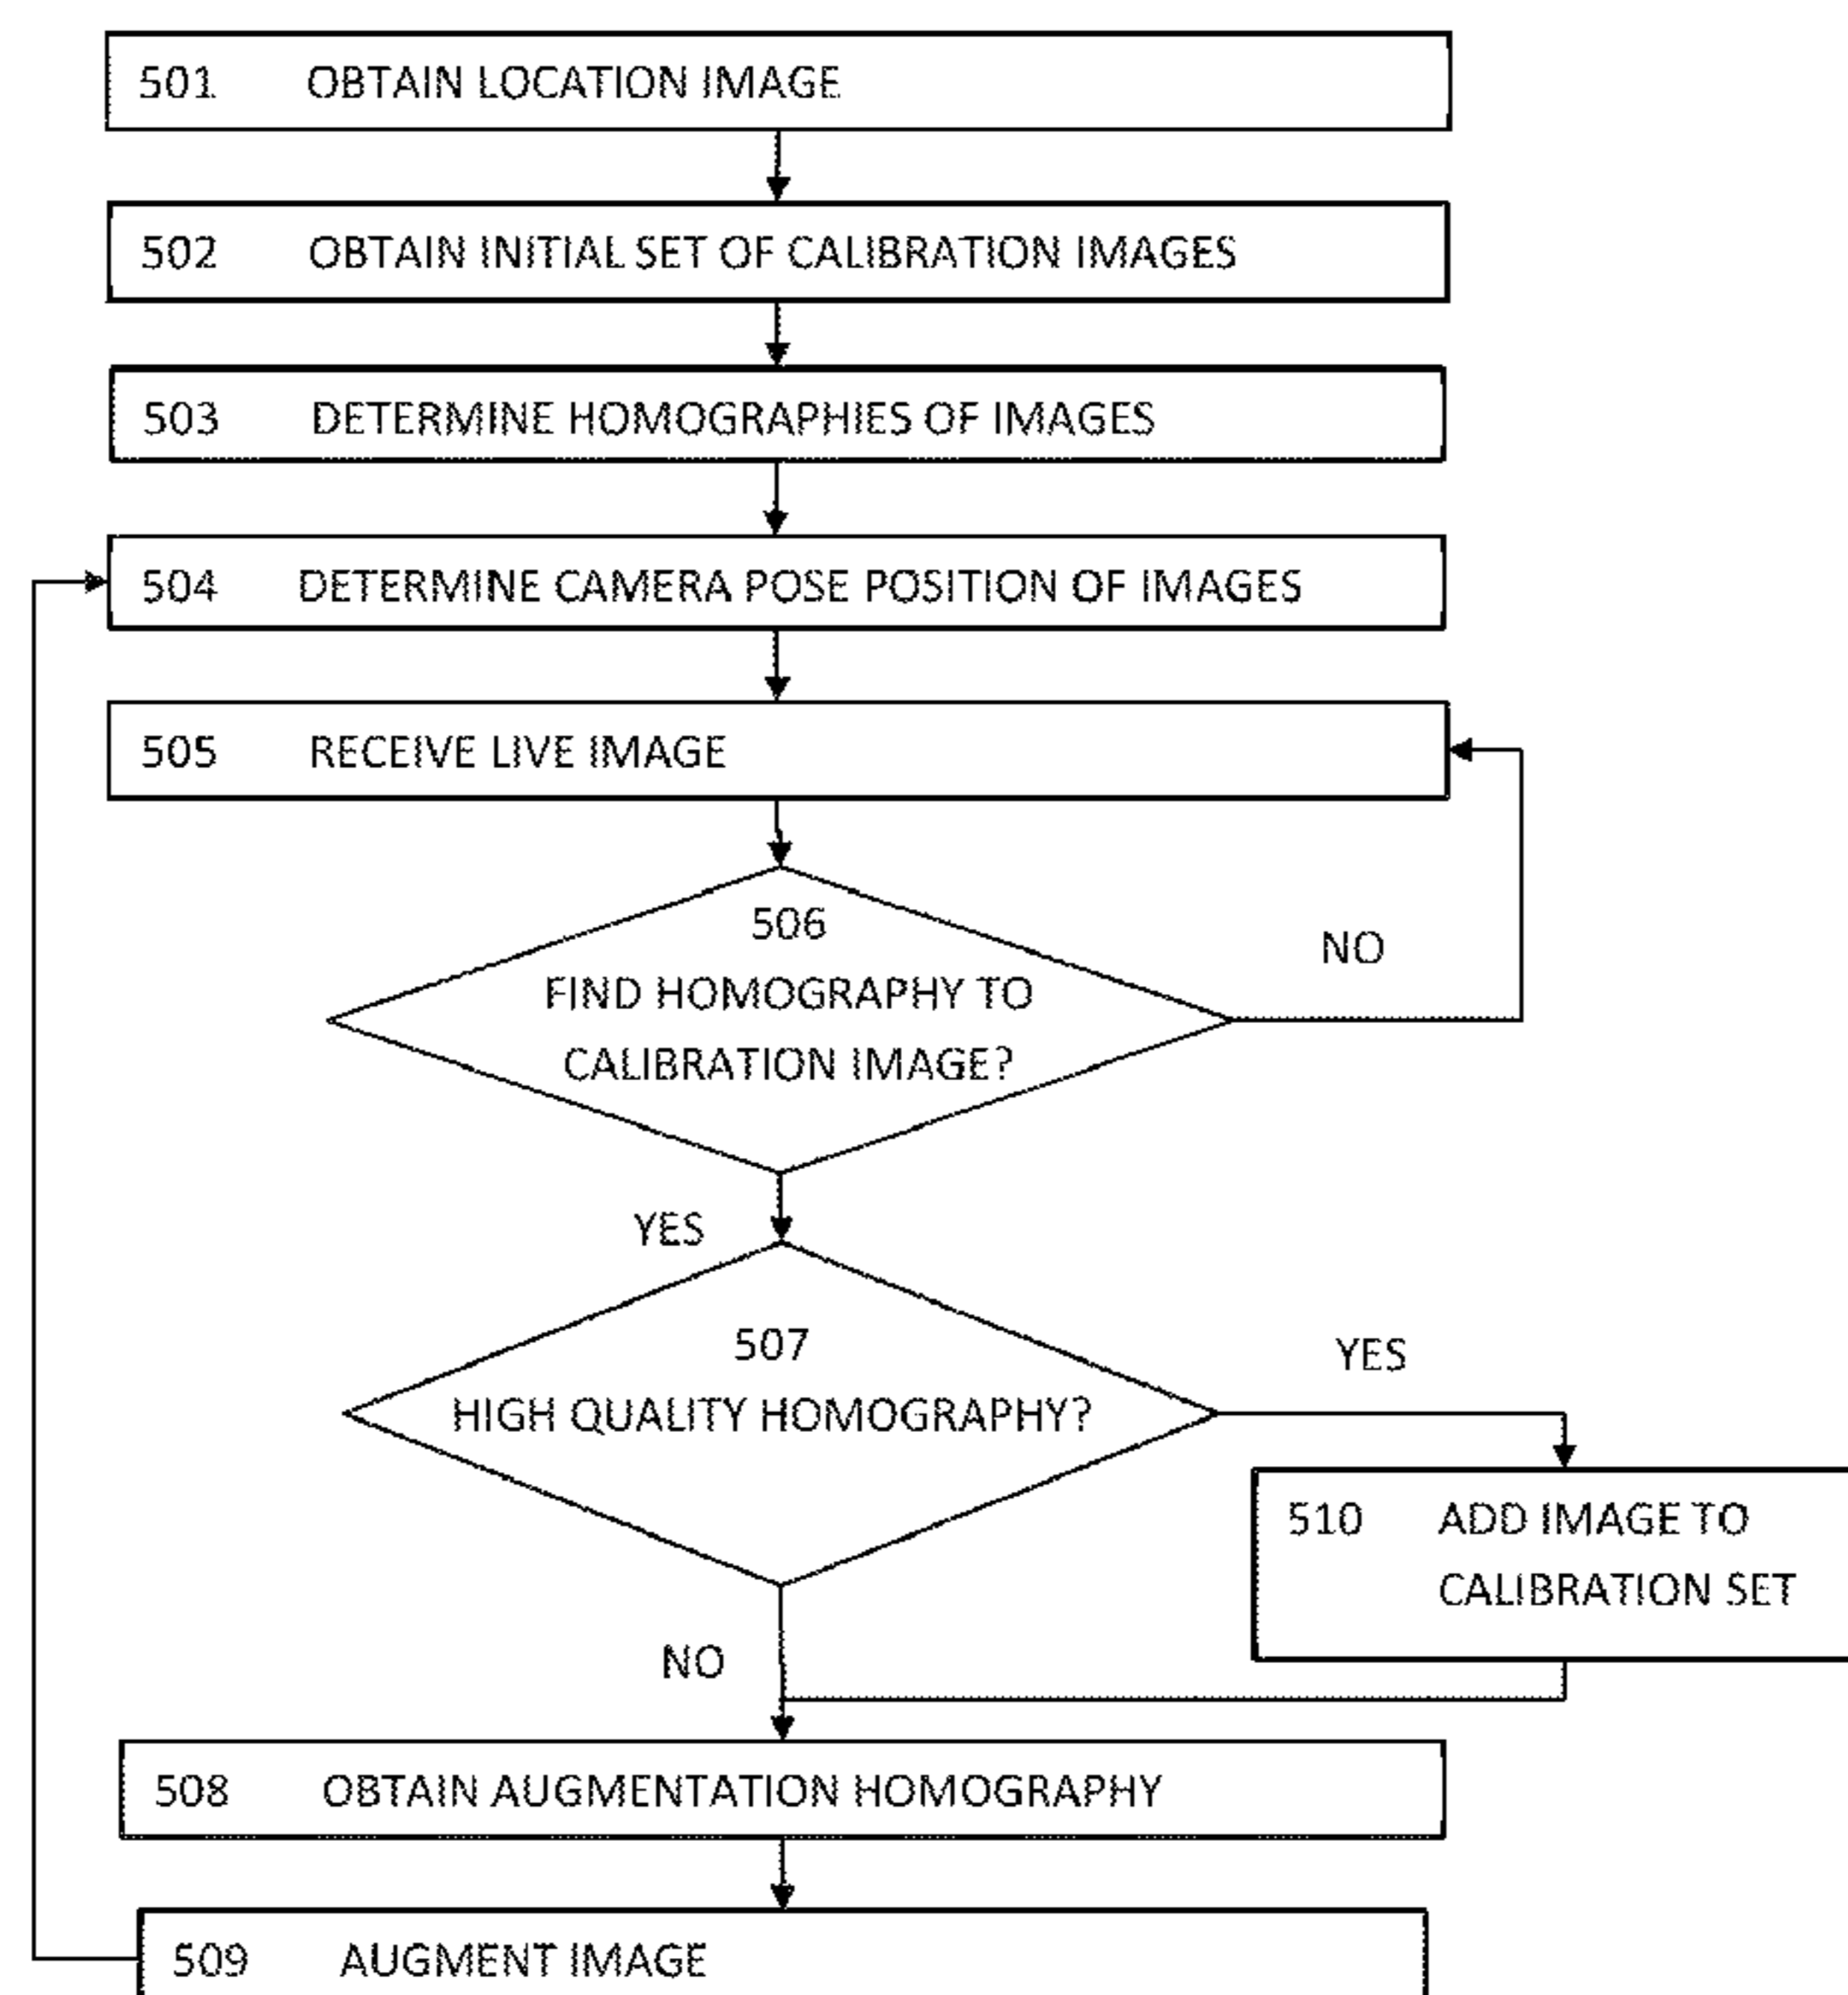 501 OBTAIN LOCATION IMAGE
502 OBTAIN INITIAL SET OF CALIBRATION IMAGES
503 DETERMINE HOMOGRAPHIES OF IMAGES
504 DETERMINE CAMERA POSE POSITION OF IMAGES
505 RECEIVE LIVE IMAGE
506
FIND HOMOGRAPHY TO
CALIBRATION IMAGE?
NO
YES
507
HIGH QUALITY HOMOGRAPHY?
YES
510 ADD IMAGE TO
CALIBRATION SET
NO
508 OBTAIN AUGMENTATION HOMOGRAPHY
509 AUGMENT IMAGE